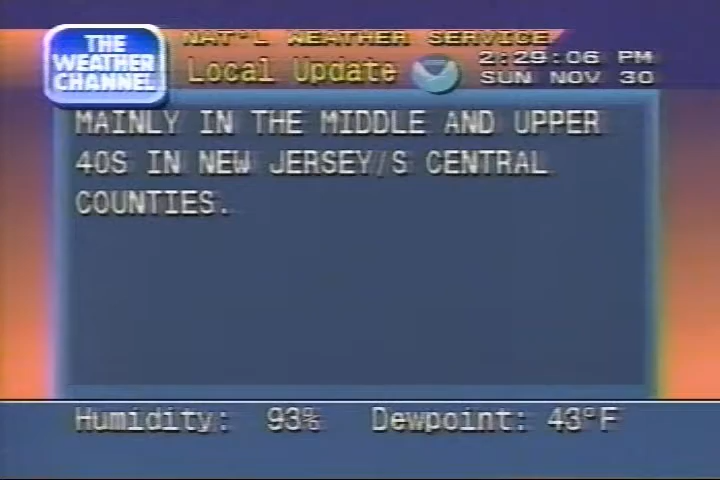 THE
WEATHER
CHANNEL
NAT'L WEATHER SERVICE
Local Update
2:29:06 PM
SUN NOV 30
MAINLY IN THE MIDDLE AND UPPER
40S IN NEW JERSEY/S CENTRAL
COUNTIES.
Humidity: 93% Dewpoint: 43°F